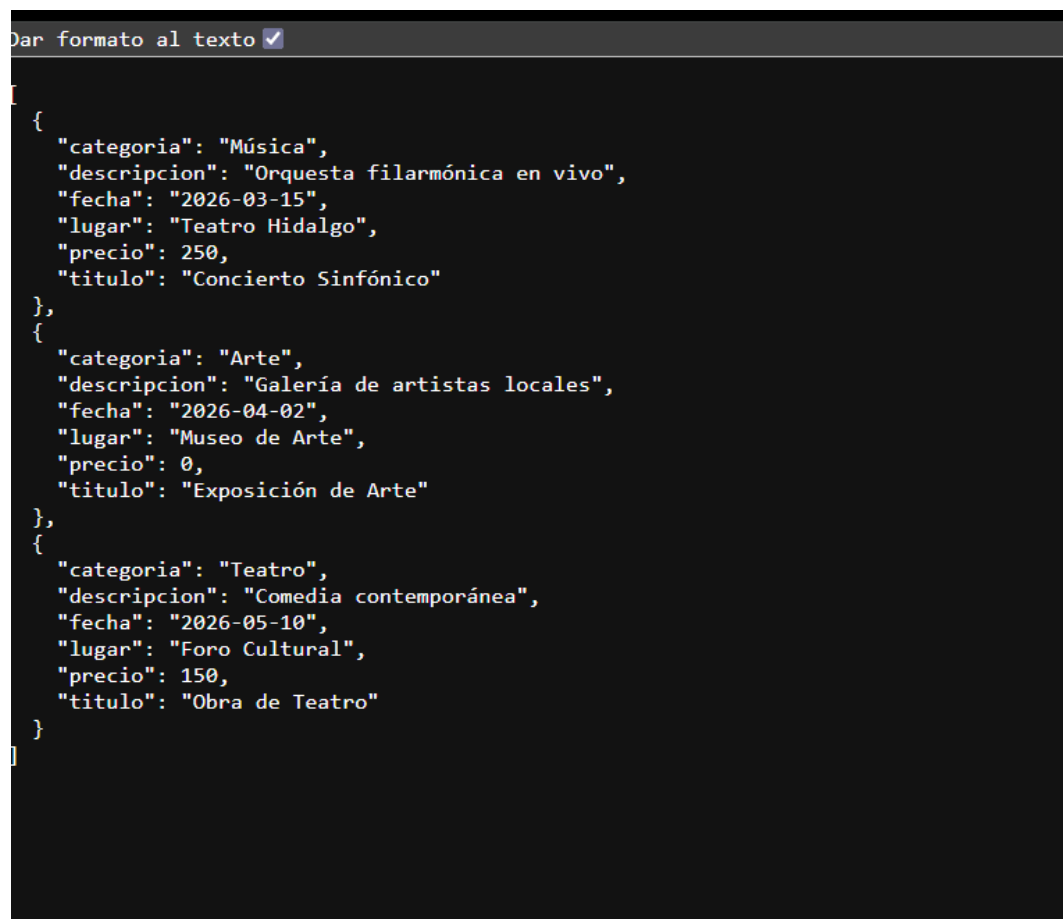 Dar formato al texto
[
  {
    "categoria": "Música",
    "descripcion": "Orquesta filarmónica en vivo",
    "fecha": "2026-03-15",
    "lugar": "Teatro Hidalgo",
    "precio": 250,
    "titulo": "Concierto Sinfónico"
  },
  {
    "categoria": "Arte",
    "descripcion": "Galería de artistas locales",
    "fecha": "2026-04-02",
    "lugar": "Museo de Arte",
    "precio": 0,
    "titulo": "Exposición de Arte"
  },
  {
    "categoria": "Teatro",
    "descripcion": "Comedia contemporánea",
    "fecha": "2026-05-10",
    "lugar": "Foro Cultural",
    "precio": 150,
    "titulo": "Obra de Teatro"
  }
]